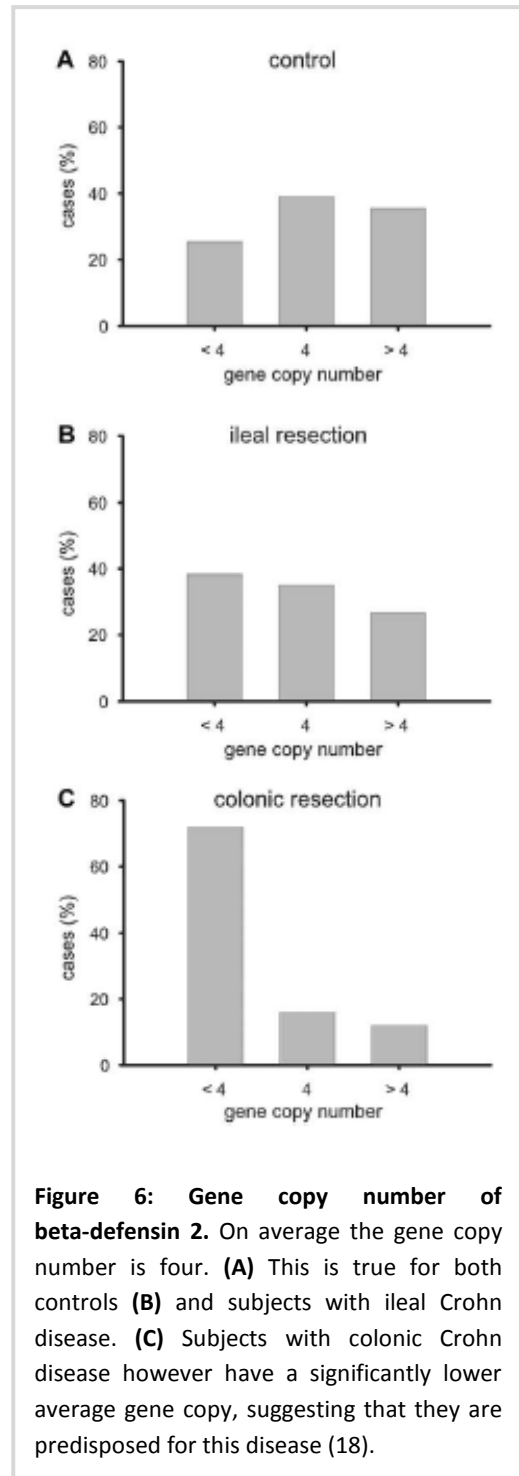 A
control
80
60
40
20
0
cases (%)
< 4
4
> 4
gene copy number
B
ileal resection
80
60
40
20
0
cases (%)
< 4
4
> 4
gene copy number
C
colonic resection
80
60
40
20
0
cases (%)
< 4
4
> 4
gene copy number
Figure 6: Gene copy number of
beta-defensin 2. On average the gene copy
number is four. (A) This is true for both
controls (B) and subjects with ileal Crohn
disease. (C) Subjects with colonic Crohn
disease however have a significantly lower
average gene copy, suggesting that they are
predisposed for this disease (18).